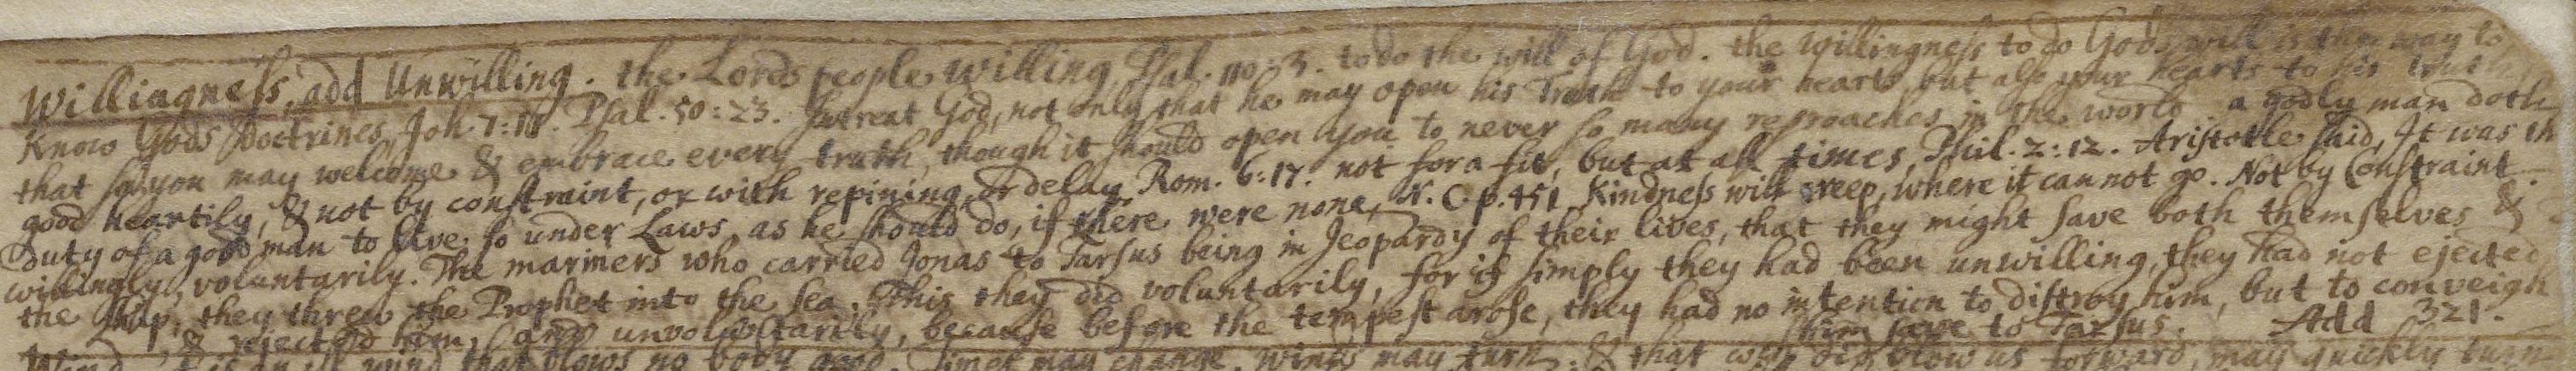 Willingness, add Unwilling. the Lords people willing, Psal. 110:3. to do the will of God. the willingness to do Gods will is the way to
Know Gods Doctrines, Joh. 7:17. Psal. 50:23. Intreat God, not only that he may open his Truth to your hearts, but also your hearts to his truth,
that so you may welcome & embrace every truth, though it should open you to never so many reproaches in the world. a godly man doth
good heartily, & not by constraint, or with repining, or delay, Rom. 6:17. not for a fit, but at all times, Phil. 2:12. Aristotle said, It was th
duty of a good man to live so under Laws, as he should do, if there were none, N. C p. 451. Kindness will creep, where it can not go. Not by Constraint.
willingly, voluntarily. The mariners who carried Jonas to Tarsus being in Jeopardy of their lives, that they might save both themselves &
the Ship, they threw the Prophet into the sea. This they did voluntarily, for if simply they had been unwilling, they had not ejected
& rejected him, and unvoluntarily, because before the tempest arose, they had no intention to distroy him, but to conveigh
him save to Tarsus. Add 321.
Wind, it is an ill wind that blows no body good. Times may change, winds may turn. & that did blow us forward, may quickly turn